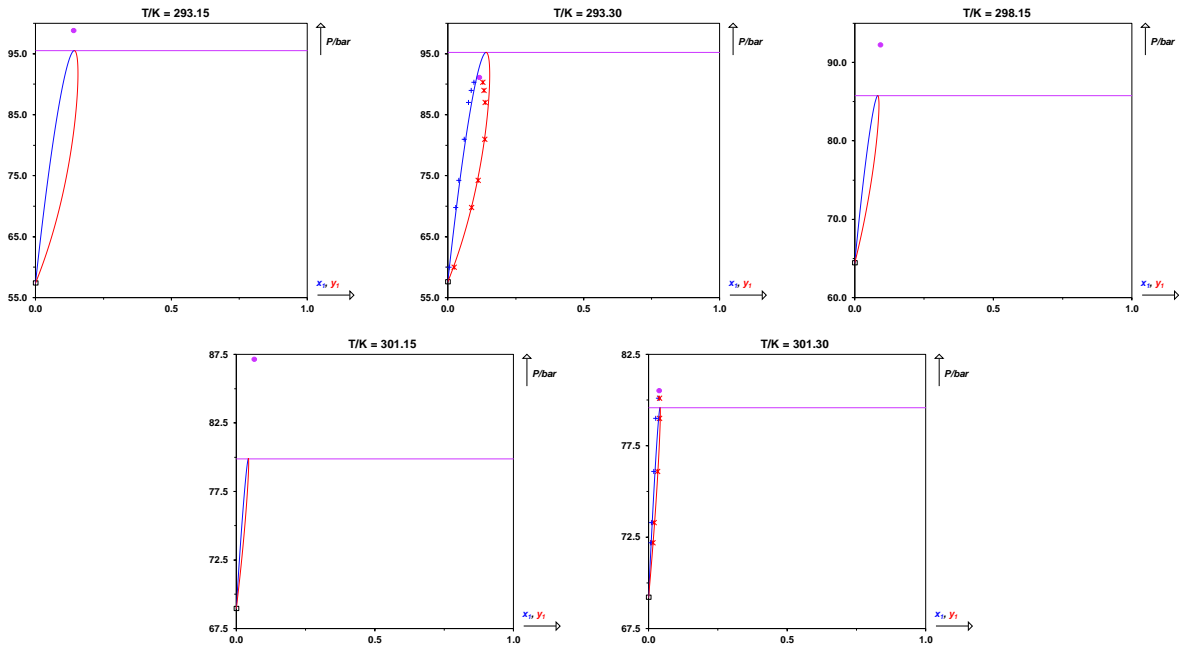 T/K = 293.15
P/bar
95.0
85.0
75.0
65.0
55.0
0.0
0.5
1.0
x₁, y₁
T/K = 293.30
P/bar
95.0
85.0
75.0
65.0
55.0
0.0
0.5
1.0
x₁, y₁
T/K = 298.15
P/bar
90.0
80.0
70.0
60.0
0.0
0.5
1.0
x₁, y₁
T/K = 301.15
P/bar
87.5
82.5
77.5
72.5
67.5
0.0
0.5
1.0
x₁, y₁
T/K = 301.30
P/bar
82.5
77.5
72.5
67.5
0.0
0.5
1.0
x₁, y₁